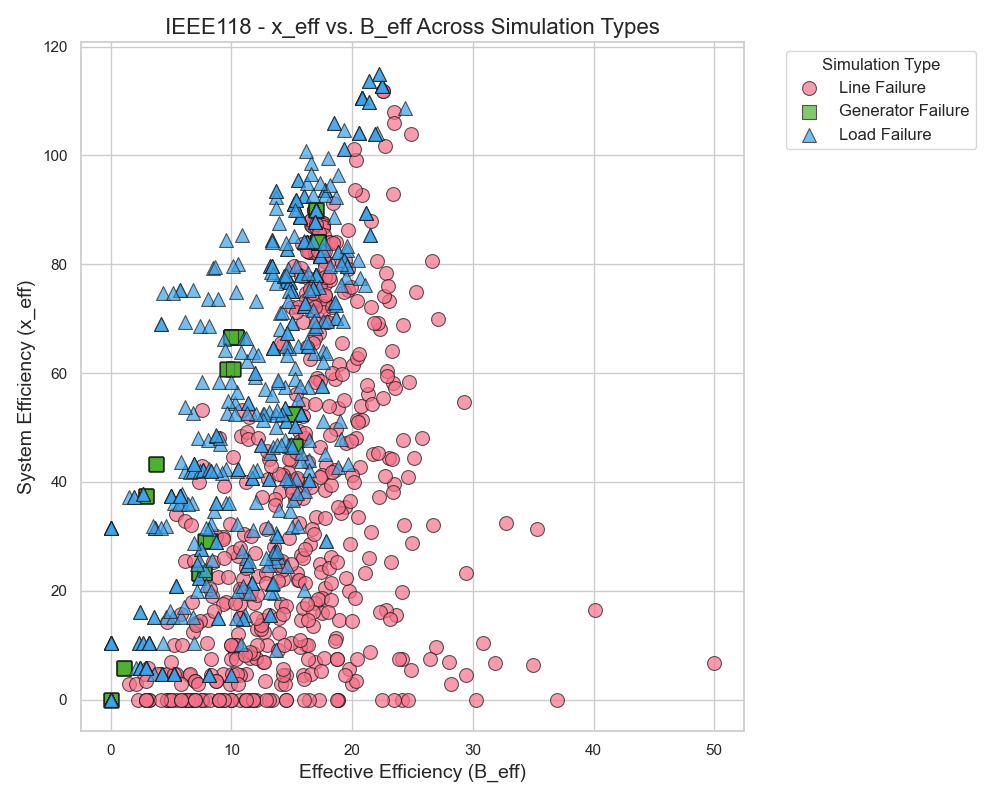 IEEE118 - x_eff vs. B_eff Across Simulation Types
Simulation Type
Line Failure
Generator Failure
Load Failure
System Efficiency (x_eff)
120
100
80
60
40
20
0
0 10 20 30 40 50
Effective Efficiency (B_eff)